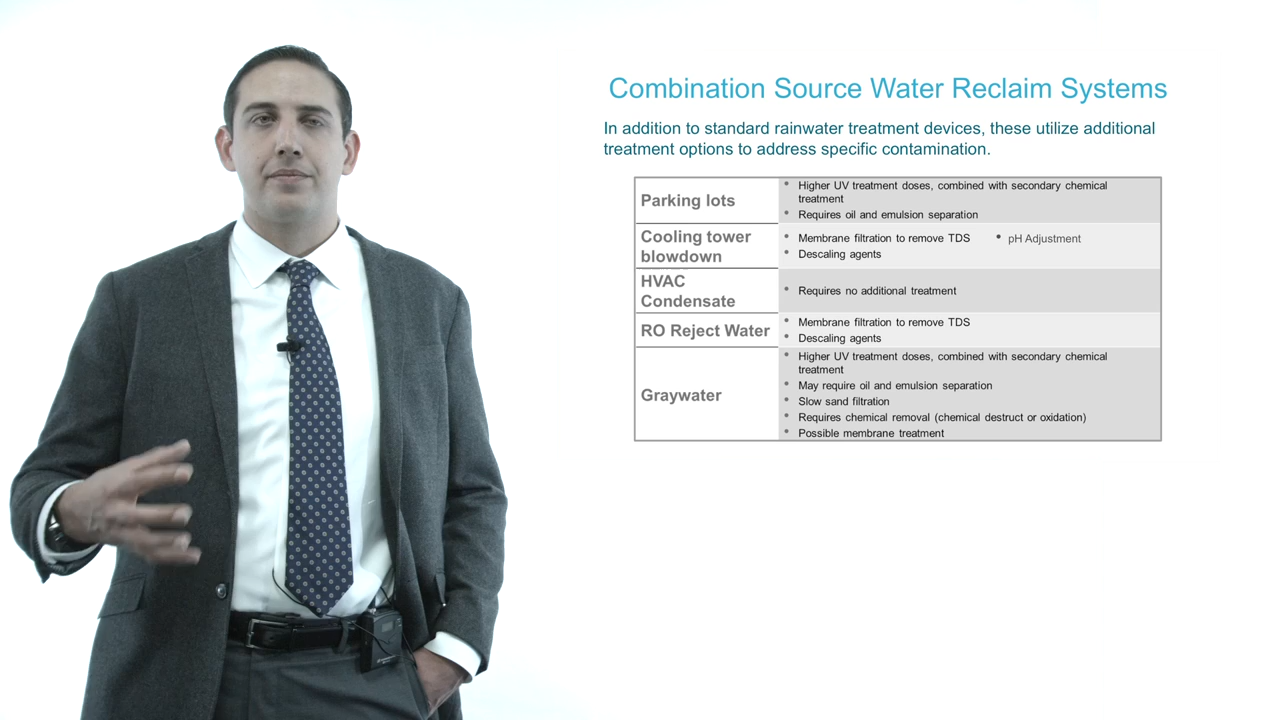 Combination Source Water Reclaim Systems
In addition to standard rainwater treatment devices, these utilize additional
treatment options to address specific contamination.
Parking lots
• Higher UV treatment doses, combined with secondary chemical
treatment
• Requires oil and emulsion separation
Cooling tower
blowdown
• Membrane filtration to remove TDS • pH Adjustment
• Descaling agents
HVAC
Condensate
• Requires no additional treatment
RO Reject Water
• Membrane filtration to remove TDS
• Descaling agents
Graywater
• Higher UV treatment doses, combined with secondary chemical
treatment
• May require oil and emulsion separation
• Slow sand filtration
• Requires chemical removal (chemical destruct or oxidation)
• Possible membrane treatment